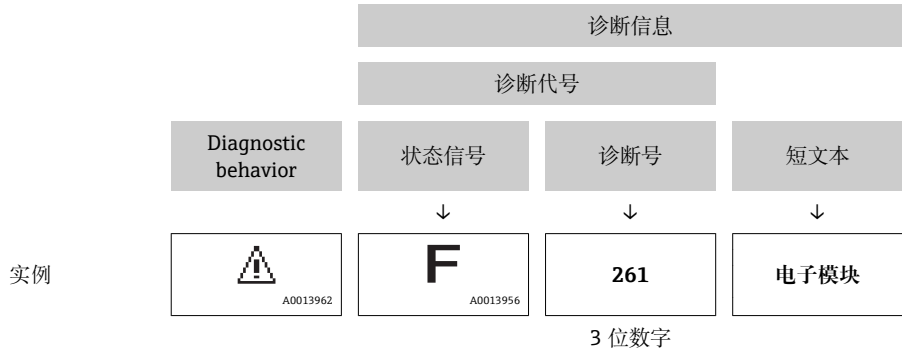 诊断信息
诊断代号
Diagnostic
behavior
状态信号
诊断号
短文本
↓ ↓ ↓
实例
A0013962
F
A0013956
261
电子模块
3 位数字